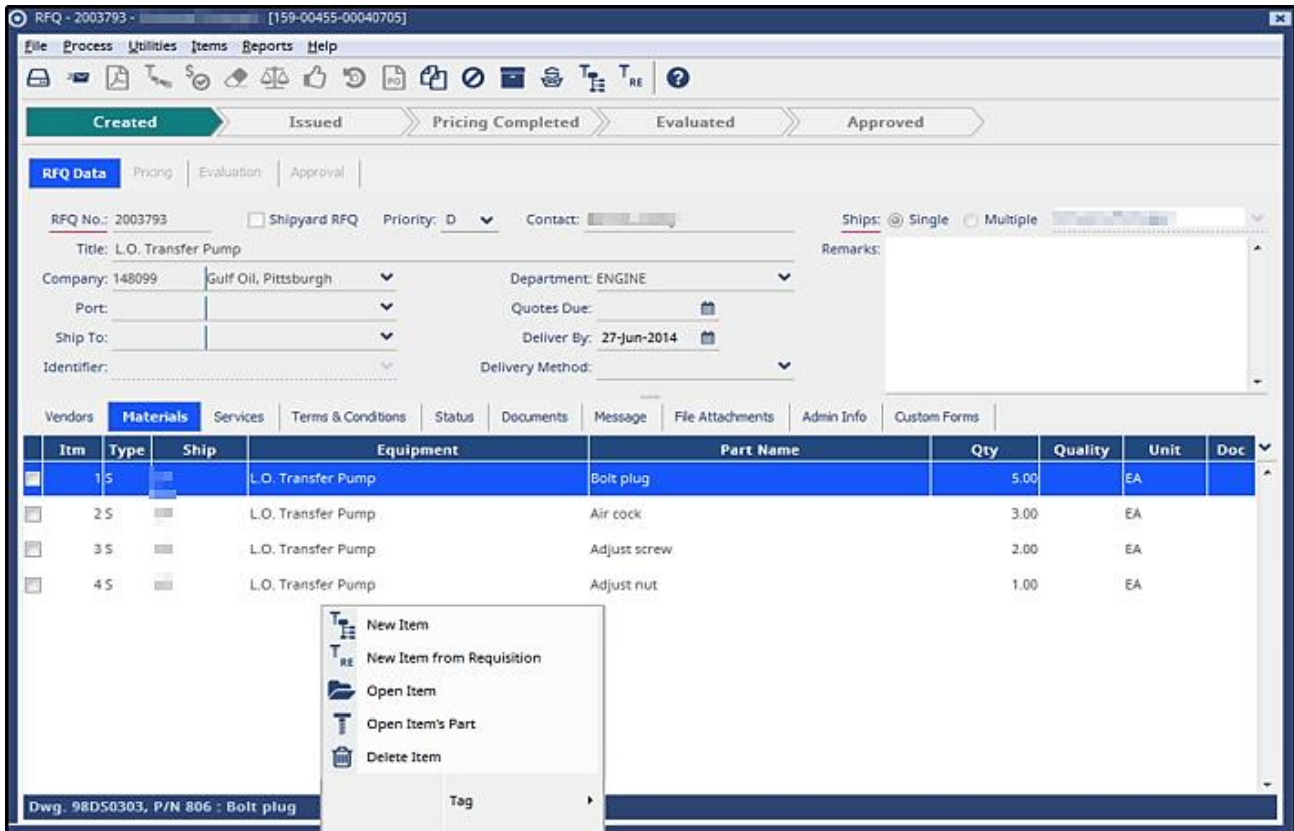 RFQ - 2003793 - [159-00455-00040705]
File Process Utilities Items Reports Help
T RE
PO
Created Issued Pricing Completed Evaluated Approved
RFQ Data Pricing Evaluation Approval
RFQ No.: 2003793 Shipyard RFQ Priority: D Contact: Ships: Single Multiple
Title: L.O. Transfer Pump Remarks:
Company: 148099 Gulf Oil, Pittsburgh Department: ENGINE
Port: Quotes Due:
Ship To: Deliver By: 27-Jun-2014
Identifier: Delivery Method:
Vendors Materials Services Terms & Conditions Status Documents Message File Attachments Admin Info Custom Forms
Itm Type Ship Equipment Part Name Qty Quality Unit Doc
1 S L.O. Transfer Pump Bolt plug 5.00 EA
2 S L.O. Transfer Pump Air cock 3.00 EA
3 S L.O. Transfer Pump Adjust screw 2.00 EA
4 S L.O. Transfer Pump Adjust nut 1.00 EA
New Item
T RE New Item from Requisition
Open Item
Open Item's Part
Delete Item
Tag
Dwg. 98DS0303, P/N 806 : Bolt plug